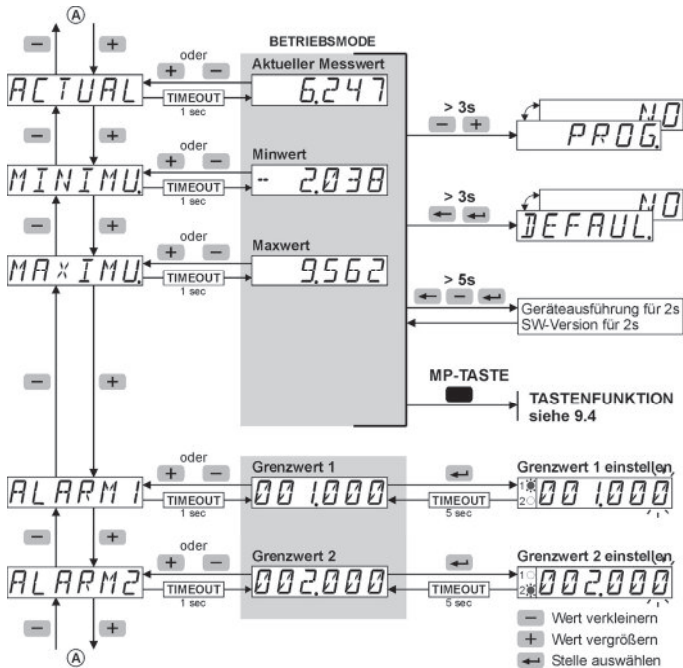 A
BETRIEBSMODE
oder
+ -
- +
ACTUAL
TIMEOUT
1 sec
Aktueller Messwert
6.247
> 3s
- +
NO
PROG.
- +
oder
+ -
MINIMU.
TIMEOUT
1 sec
Minwert
- 2.038
> 3s
← ↵
NO
DEFAUL.
- +
oder
+ -
MAXIMU.
TIMEOUT
1 sec
Maxwert
9.562
> 5s
← - ↵
Geräteausführung für 2s
SW-Version für 2s
- +
MP-TASTE
TASTENFUNKTION
siehe 9.4
oder
+ -
ALARM1
TIMEOUT
1 sec
Grenzwert 1
001.000
↵
TIMEOUT
5 sec
Grenzwert 1 einstellen
1
2
001.000
- +
oder
+ -
ALARM2
TIMEOUT
1 sec
Grenzwert 2
002.000
↵
TIMEOUT
5 sec
Grenzwert 2 einstellen
1
2
002.000
- +
A
- Wert verkleinern
+ Wert vergrößern
↵ Stelle auswählen